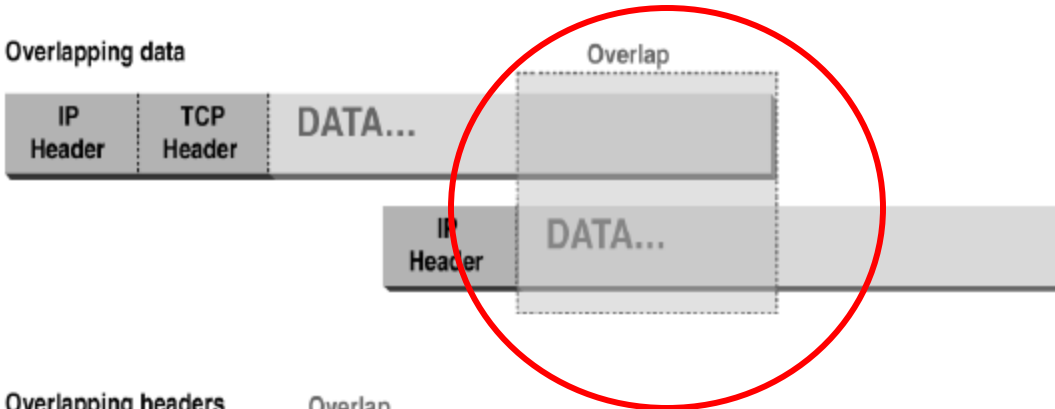 Overlapping data
Overlap
IP Header
TCP Header
DATA...
IP Header
DATA...
Overlapping headers
Overlap